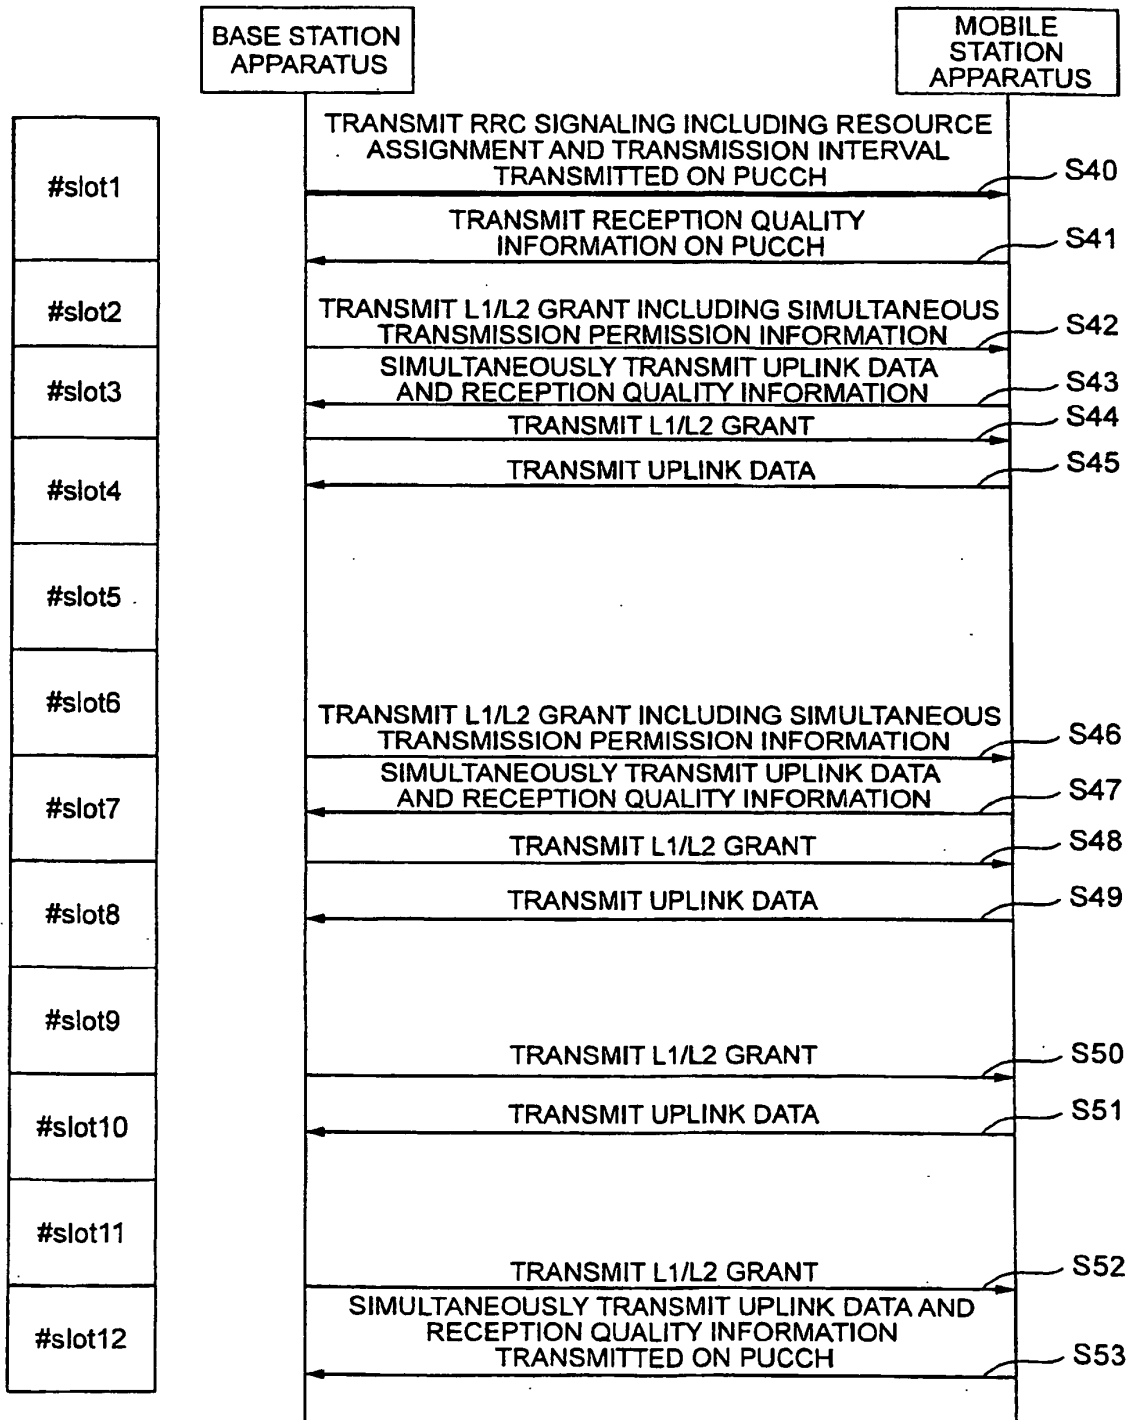 BASE STATION
APPARATUS
MOBILE
STATION
APPARATUS
#slot1
TRANSMIT RRC SIGNALING INCLUDING RESOURCE
ASSIGNMENT AND TRANSMISSION INTERVAL
TRANSMITTED ON PUCCH
S40
TRANSMIT RECEPTION QUALITY
INFORMATION ON PUCCH
S41
#slot2
TRANSMIT L1/L2 GRANT INCLUDING SIMULTANEOUS
TRANSMISSION PERMISSION INFORMATION
S42
#slot3
SIMULTANEOUSLY TRANSMIT UPLINK DATA
AND RECEPTION QUALITY INFORMATION
S43
TRANSMIT L1/L2 GRANT
S44
#slot4
TRANSMIT UPLINK DATA
S45
#slot5
#slot6
TRANSMIT L1/L2 GRANT INCLUDING SIMULTANEOUS
TRANSMISSION PERMISSION INFORMATION
S46
#slot7
SIMULTANEOUSLY TRANSMIT UPLINK DATA
AND RECEPTION QUALITY INFORMATION
S47
TRANSMIT L1/L2 GRANT
S48
#slot8
TRANSMIT UPLINK DATA
S49
#slot9
TRANSMIT L1/L2 GRANT
S50
#slot10
TRANSMIT UPLINK DATA
S51
#slot11
TRANSMIT L1/L2 GRANT
S52
#slot12
SIMULTANEOUSLY TRANSMIT UPLINK DATA AND
RECEPTION QUALITY INFORMATION
TRANSMITTED ON PUCCH
S53